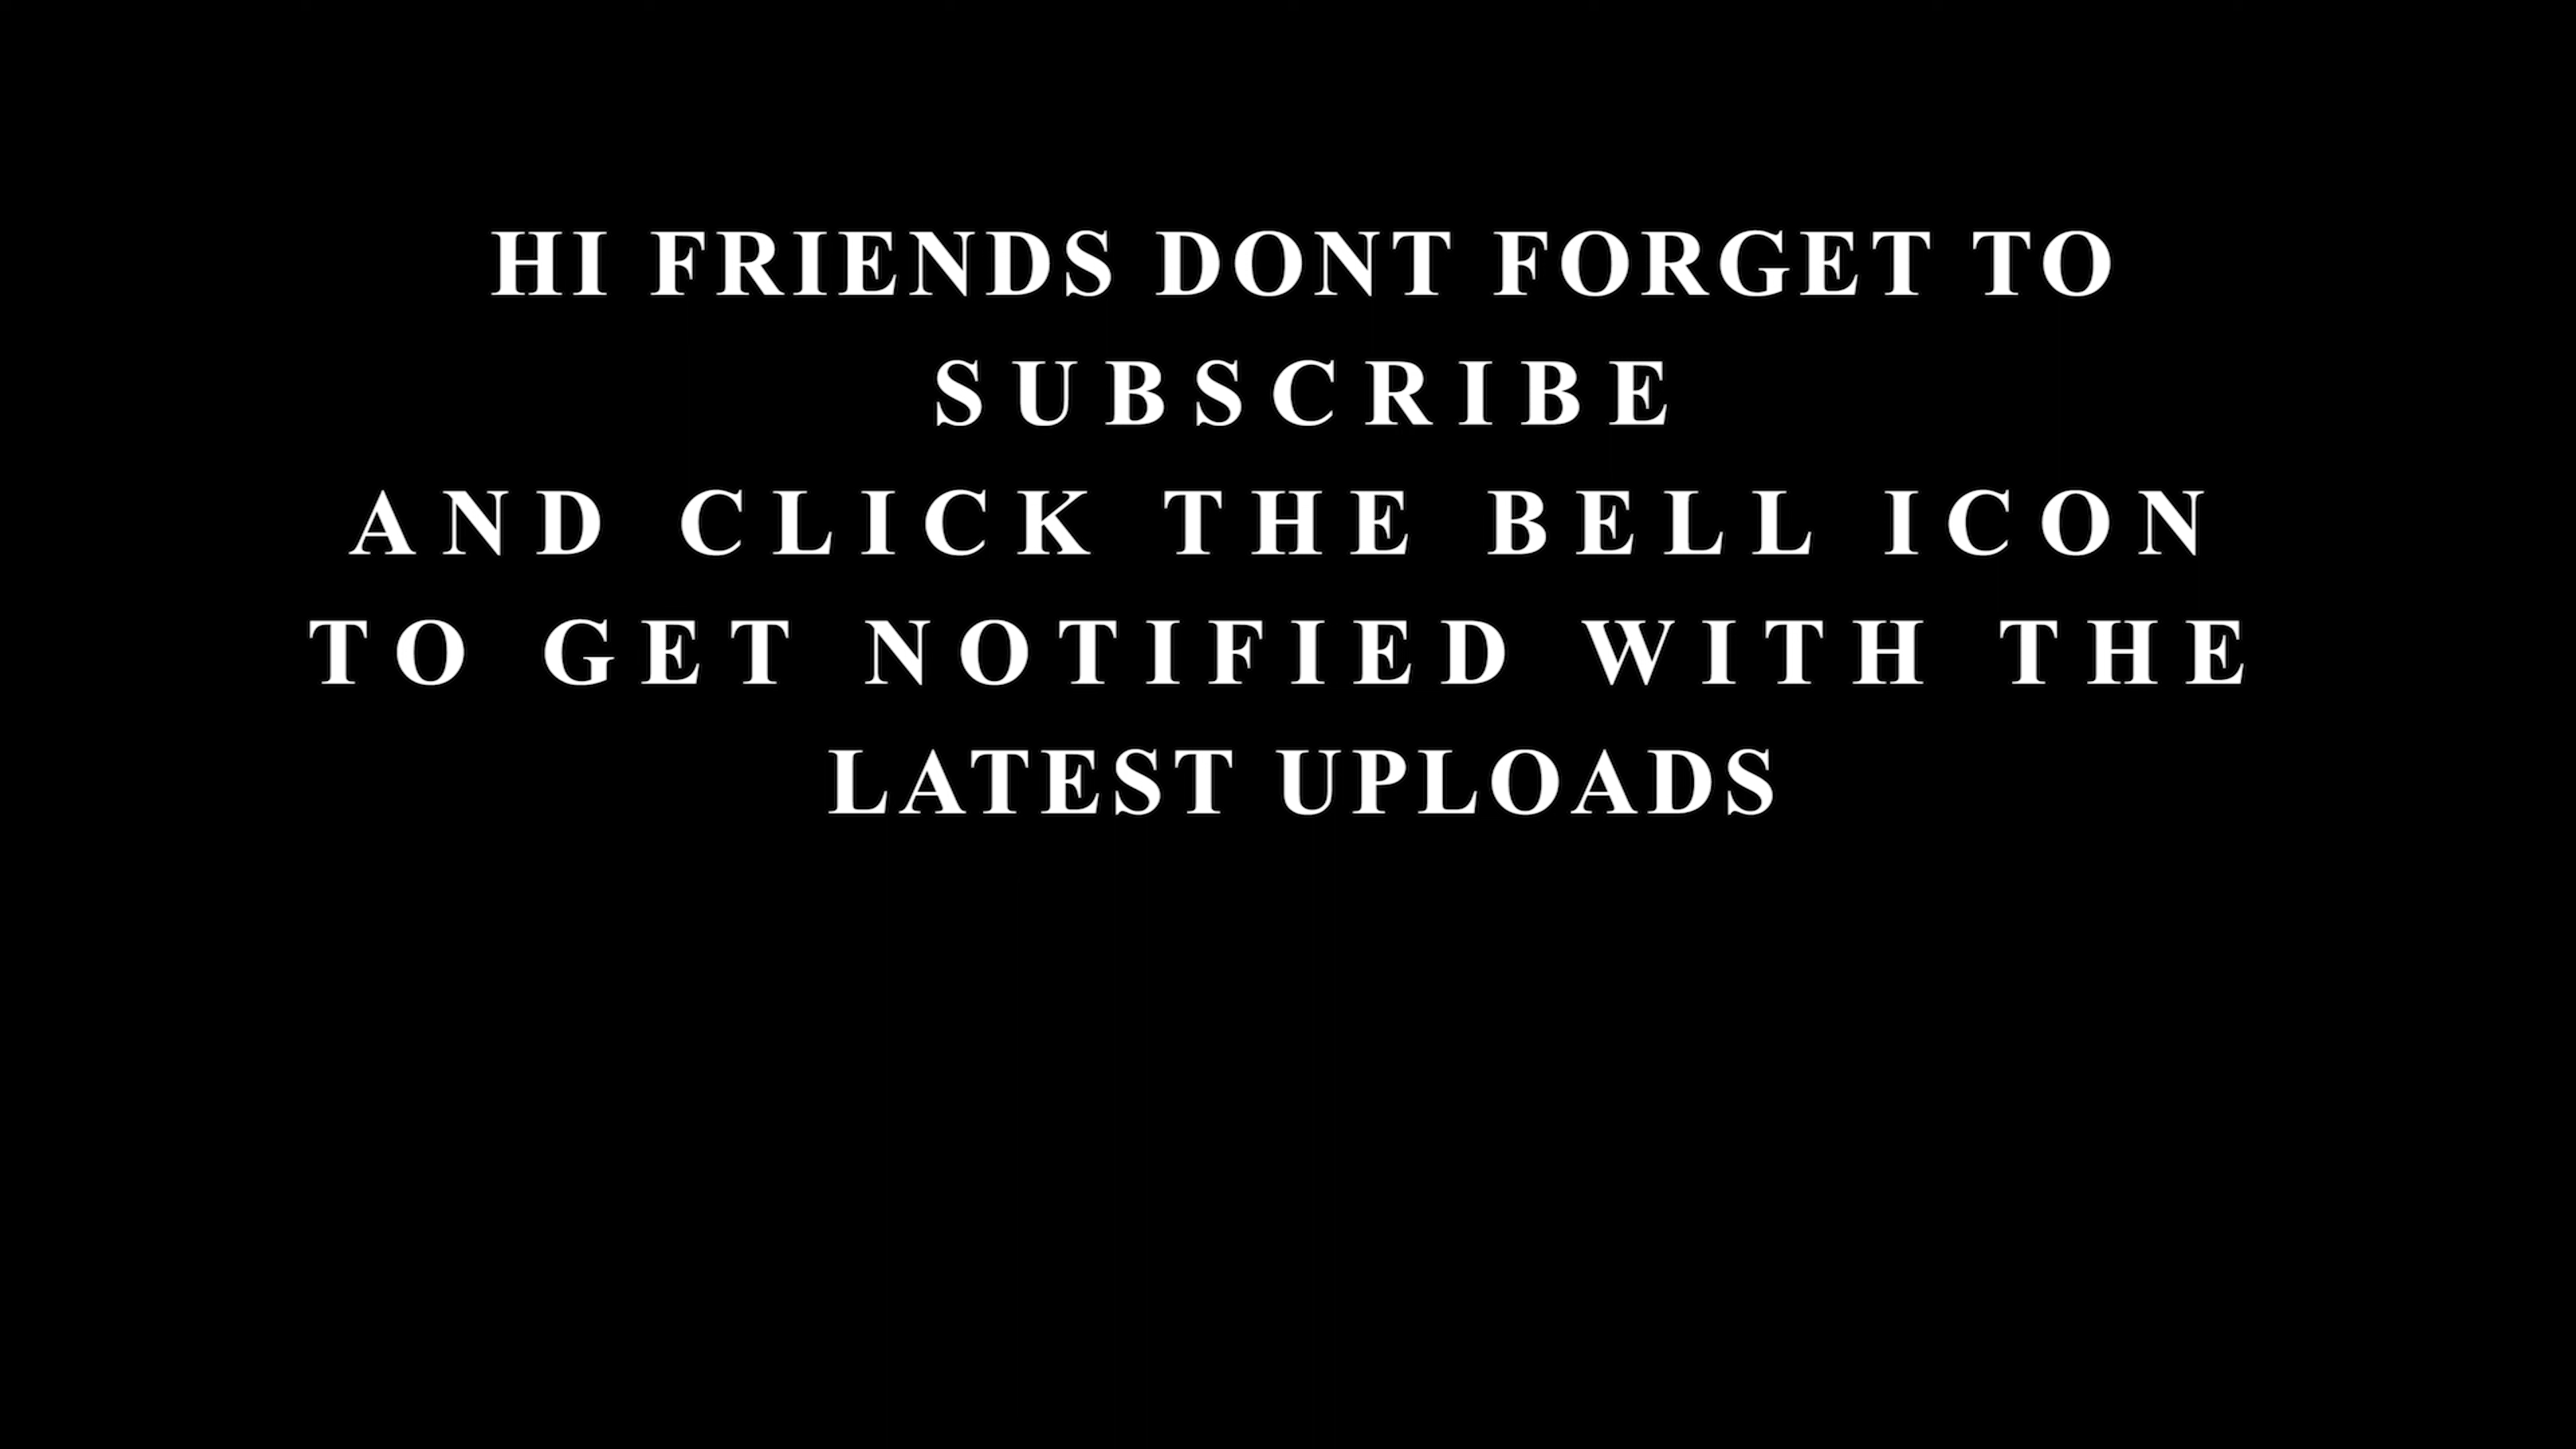 HI FRIENDS DONT FORGET TO
SUBSCRIBE
AND CLICK THE BELL ICON
TO GET NOTIFIED WITH THE
LATEST UPLOADS